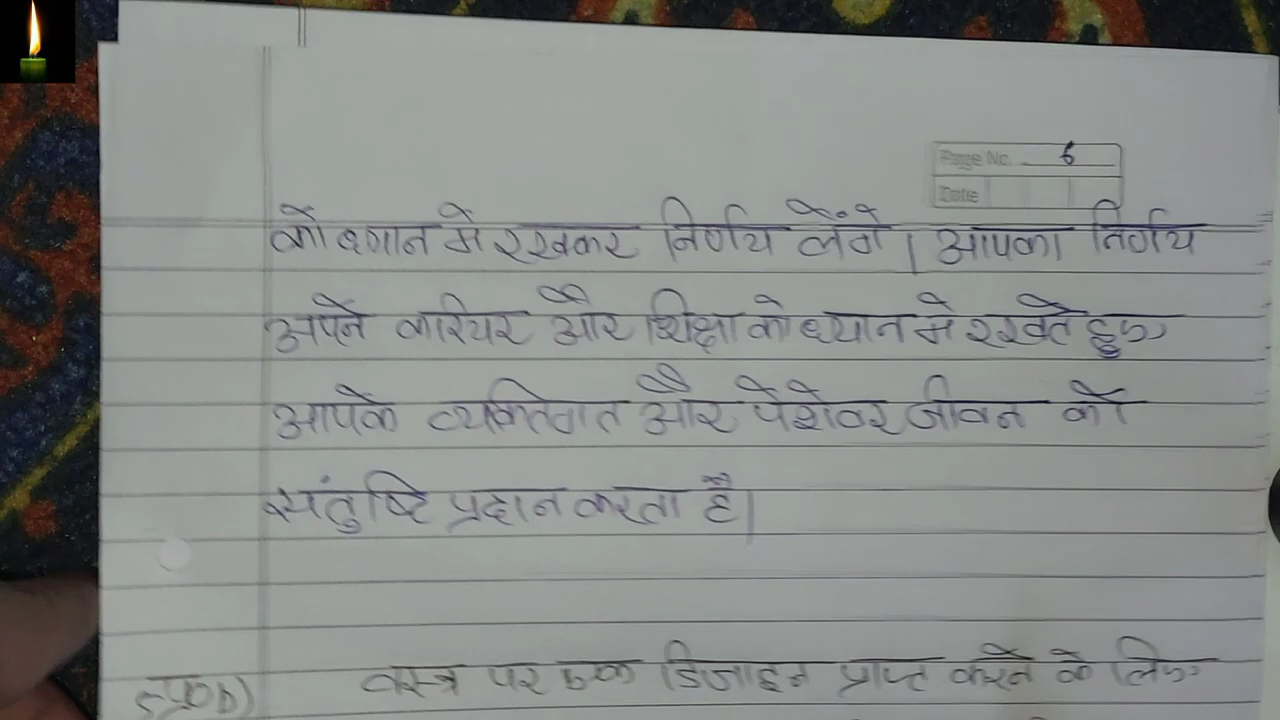 Page No. 6
Date
को ध्यान मे रखकर निर्णय लेंगे। आपका निर्णय
अपने करियर और शिक्षा को ध्यान मे रखते हुए
आपके व्यक्तिगत और पेशेवर जीवन को
संतुष्टि प्रदान करता है।
वस्त्र पर एक डिजाइन प्राप्त करने के लिए